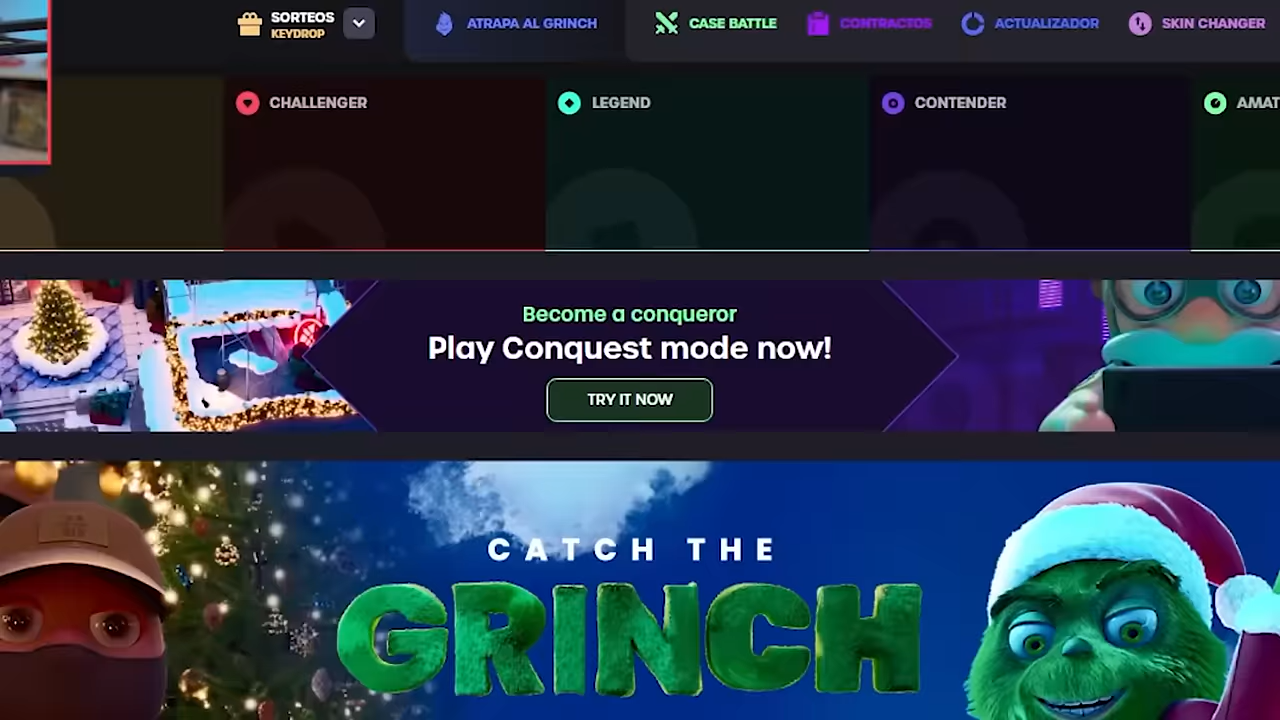 SORTEOS
KEYDROP
ATRAPA AL GRINCH
CASE BATTLE
CONTRACTOS
ACTUALIZADOR
SKIN CHANGER
CHALLENGER
LEGEND
CONTENDER
AMAT
Become a conqueror
Play Conquest mode now!
TRY IT NOW
CATCH THE
GRINCH